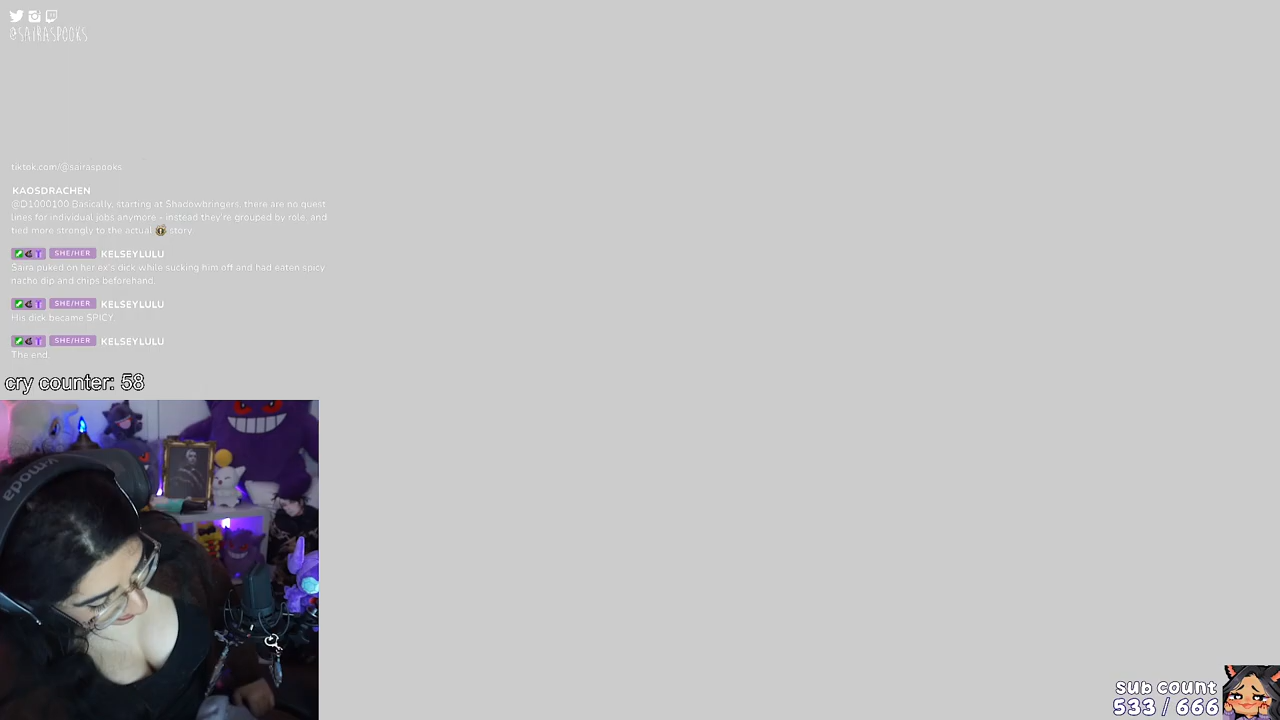 @SAIRASPOOKS
tiktok.com/@sairaspooks
KAOSDRACHEN
@D1000100 Basically, starting at Shadowbringers, there are no quest
lines for individual jobs anymore - instead they're grouped by role, and
tied more strongly to the actual story
SHE/HER KELSEYLULU
Saira puked on her ex's dick while sucking him off and had eaten spicy
nacho dip and chips beforehand.
SHE/HER KELSEYLULU
His dick became SPICY.
SHE/HER KELSEYLULU
The end.
cry counter: 58
epomk
sub count
533 / 666